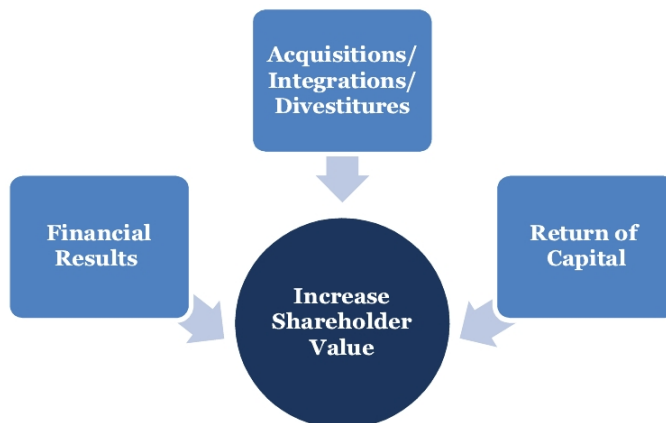 Acquisitions/
Integrations/
Divestitures
Financial
Results
Return of
Capital
Increase
Shareholder
Value